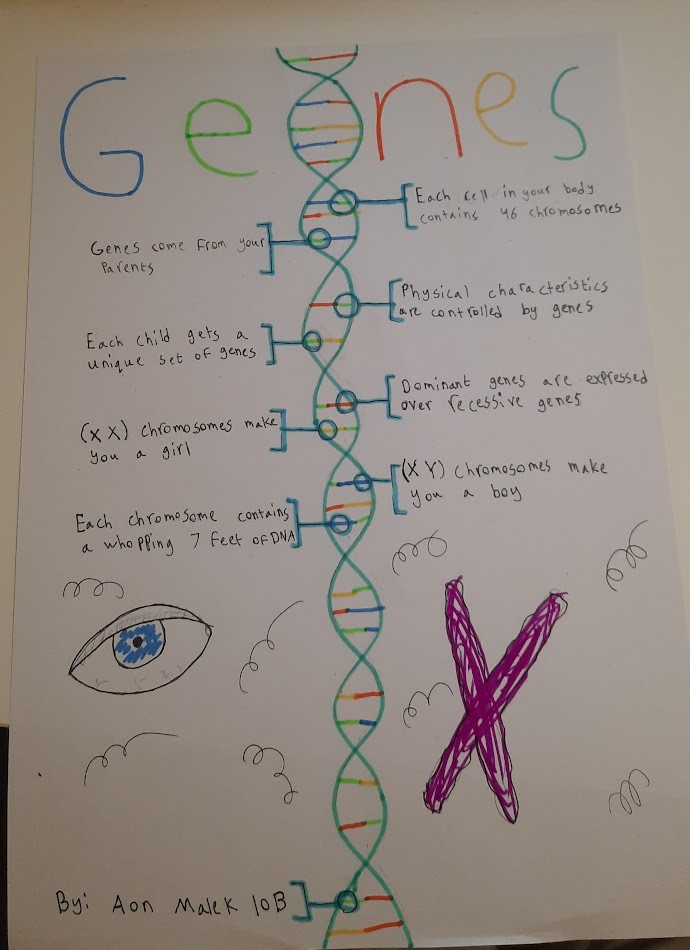 Genes
Each cell in your body
contains 46 chromosomes
Genes come from your
Parents
Physical characteristics
are controlled by genes
Each child gets a
unique set of genes
Dominant genes are expressed
over recessive genes
(X X) chromosomes make
you a girl
(X Y) chromosomes make
you a boy
Each chromosome contains
a whopping 7 feet of DNA
By: Aon Malek 10B